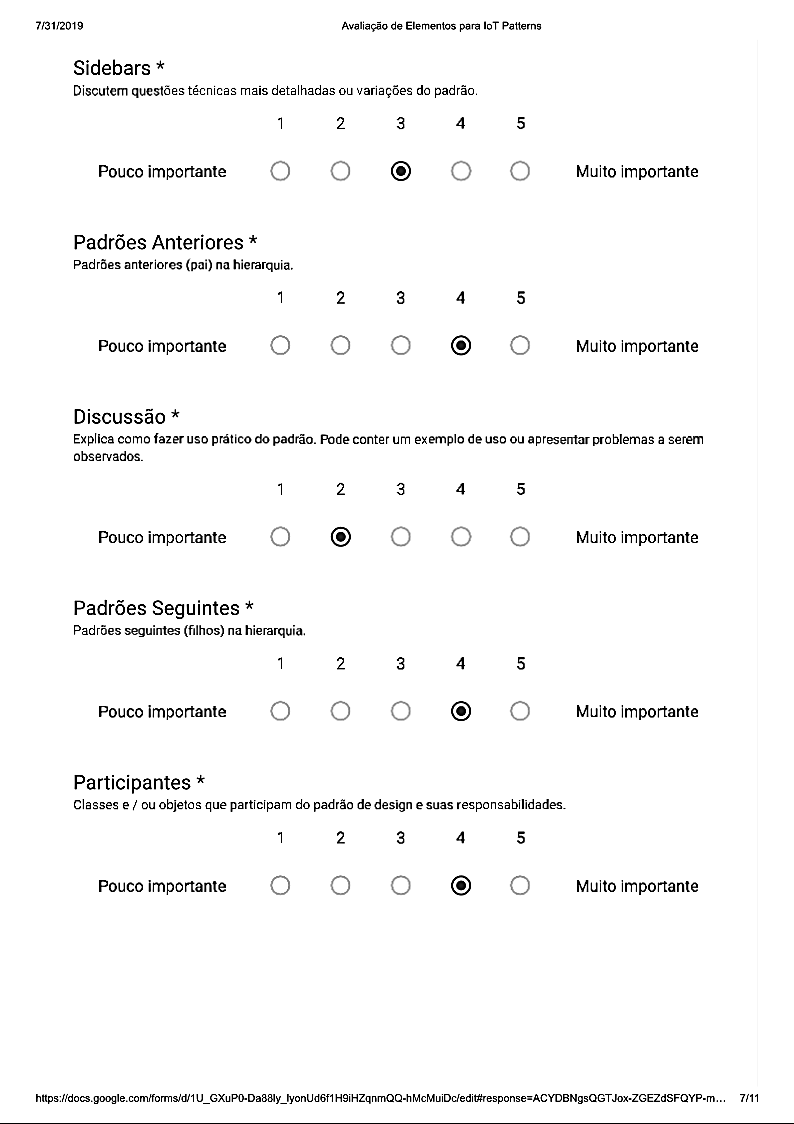 7/31/2019 Avaliação de Elementos para IoT Patterns
Sidebars *
Discutem questões técnicas mais detalhadas ou variações do padrão.
1 2 3 4 5
Pouco importante Muito importante
Padrões Anteriores *
Padrões anteriores (pai) na hierarquia.
1 2 3 4 5
Pouco importante Muito importante
Discussão *
Explica como fazer uso prático do padrão. Pode conter um exemplo de uso ou apresentar problemas a serem
observados.
1 2 3 4 5
Pouco importante Muito importante
Padrões Seguintes *
Padrões seguintes (filhos) na hierarquia.
1 2 3 4 5
Pouco importante Muito importante
Participantes *
Classes e / ou objetos que participam do padrão de design e suas responsabilidades.
1 2 3 4 5
Pouco importante Muito importante
https://docs.google.com/forms/d/1U_GXuP0-Da88ly_lyonUd6f1H9iHZqnmQQ-hMcMuiDc/edit#response=ACYDBNgsQGTJox-ZGEZdSFQYP-m... 7/11